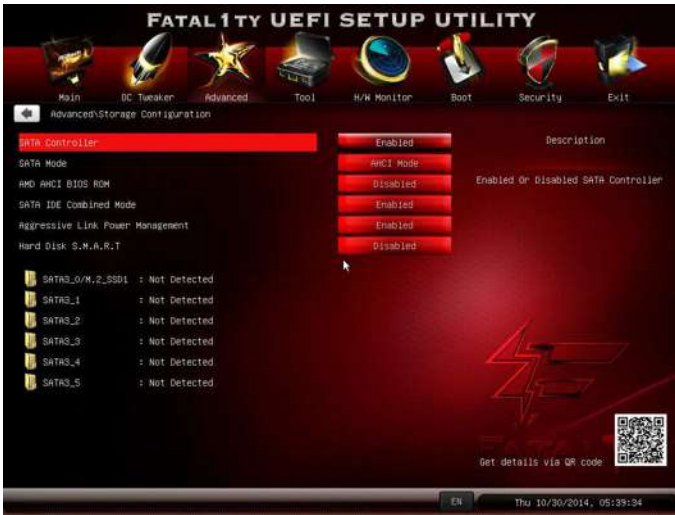 FATAL1TY UEFI SETUP UTILITY
Main OC Tweaker Advanced Tool H/W Monitor Boot Security Exit
Advanced\Storage Configuration
SATA Controller Enabled
SATA Mode AHCI Mode
AMD AHCI BIOS ROM Disabled
SATA IDE Combined Mode Enabled
Aggressive Link Power Management Enabled
Hard Disk S.M.A.R.T Disabled
Description
Enabled Or Disabled SATA Controller
SATA3_0/M.2_SSD1 : Not Detected
SATA3_1 : Not Detected
SATA3_2 : Not Detected
SATA3_3 : Not Detected
SATA3_4 : Not Detected
SATA3_5 : Not Detected
Get details via QR code
EN Thu 10/30/2014, 05:39:34